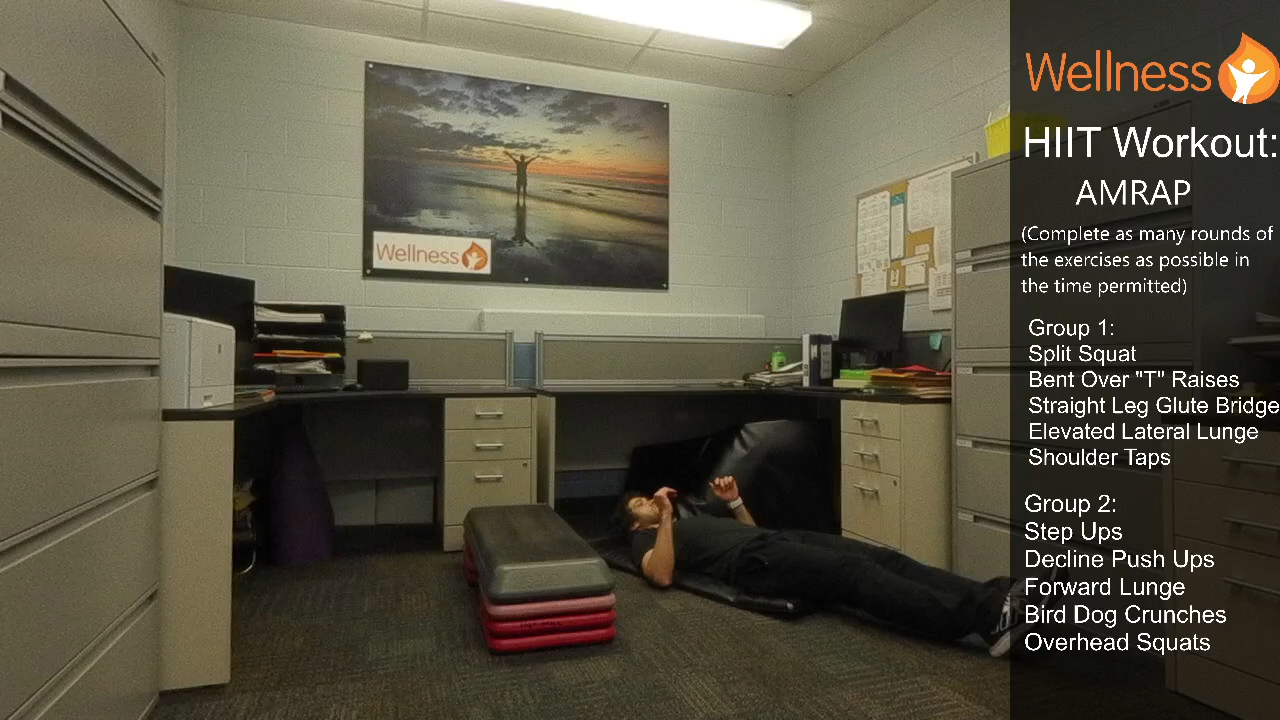 Wellness
Wellness
HIIT Workout:
AMRAP
(Complete as many rounds of
the exercises as possible in
the time permitted)
Group 1:
Split Squat
Bent Over "T" Raises
Straight Leg Glute Bridge
Elevated Lateral Lunge
Shoulder Taps
Group 2:
Step Ups
Decline Push Ups
Forward Lunge
Bird Dog Crunches
Overhead Squats